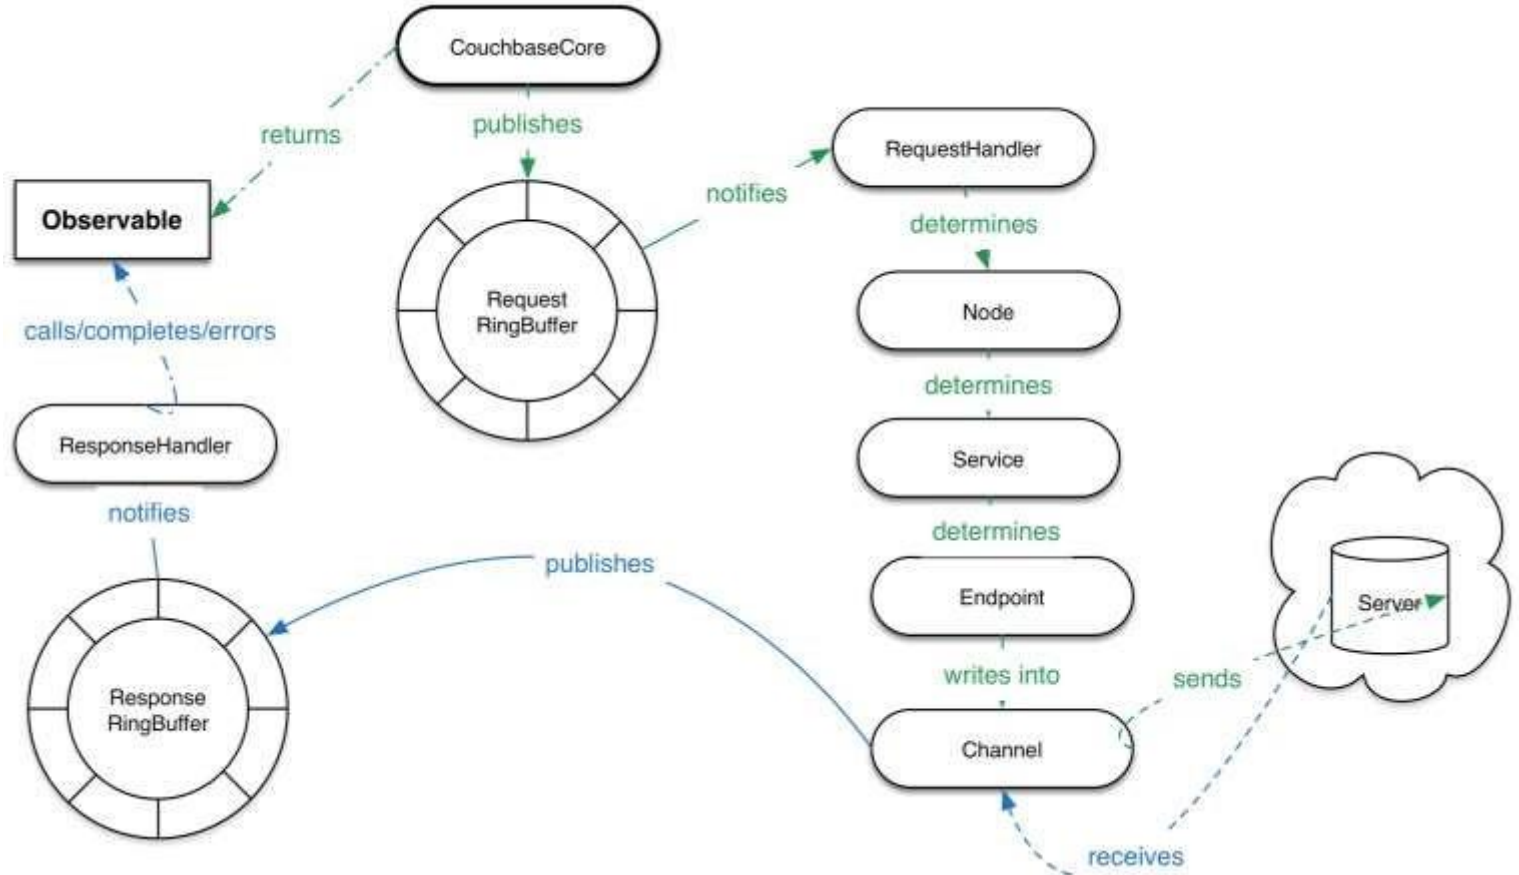 CouchbaseCore
returns
publishes
RequestHandler
notifies
Observable
determines
Request
RingBuffer
Node
calls/completes/errors
determines
ResponseHandler
Service
notifies
determines
publishes
Endpoint
Server
writes into
sends
Response
RingBuffer
Channel
receives